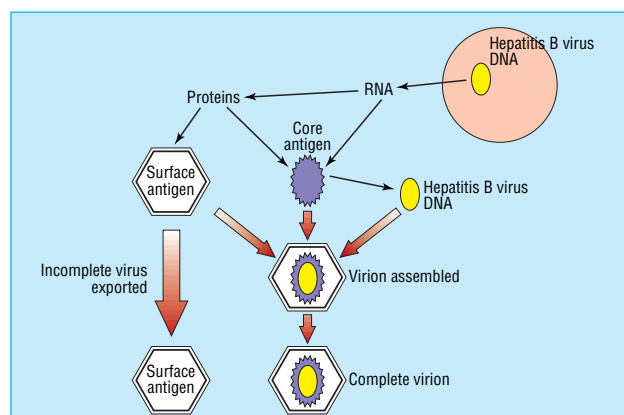 Hepatitis B virus
DNA
RNA
Proteins
Core
antigen
Surface
antigen
Hepatitis B virus
DNA
Incomplete virus
exported
Virion assembled
Surface
antigen
Complete virion